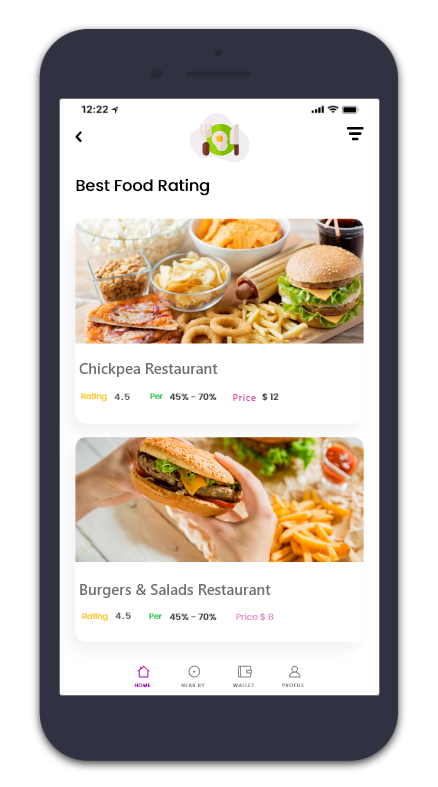 12:22
Best Food Rating
Chickpea Restaurant
Rating 4.5 Per 45% - 70% Price $ 12
Burgers & Salads Restaurant
Rating 4.5 Per 45% - 70% Price $ 8
HOME NEAR BY WALLET PROFILE